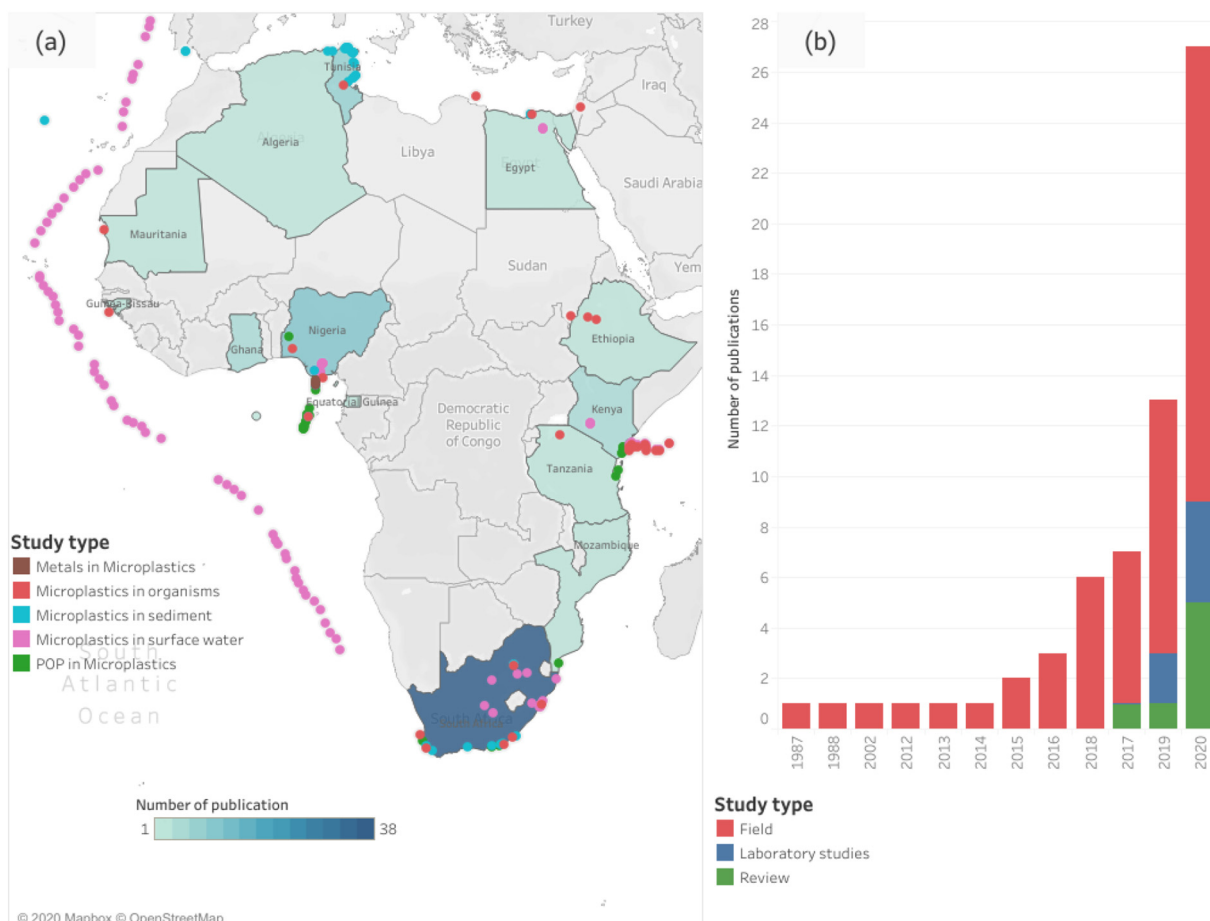 (a)
Turkey
Tunisia
Iraq
Algeria
Libya
Egypt
Saudi Arabia
Mauritania
Sudan
Yem
Guinea-Bissau
Nigeria
Ghana
Ethiopia
Equatorial Guinea
Kenya
Democratic
Republic
of Congo
Tanzania
Mozambique
South Africa
Study type
Metals in Microplastics
Microplastics in organisms
Microplastics in sediment
Microplastics in surface water
POP in Microplastics
South
Atlantic
Ocean
Number of publication
1
38
© 2020 Mapbox © OpenStreetMap
(b)
28
26
24
22
20
18
16
14
12
10
8
6
4
2
0
Number of publications
1987
1988
2002
2012
2013
2014
2015
2016
2018
2017
2019
2020
Study type
Field
Laboratory studies
Review